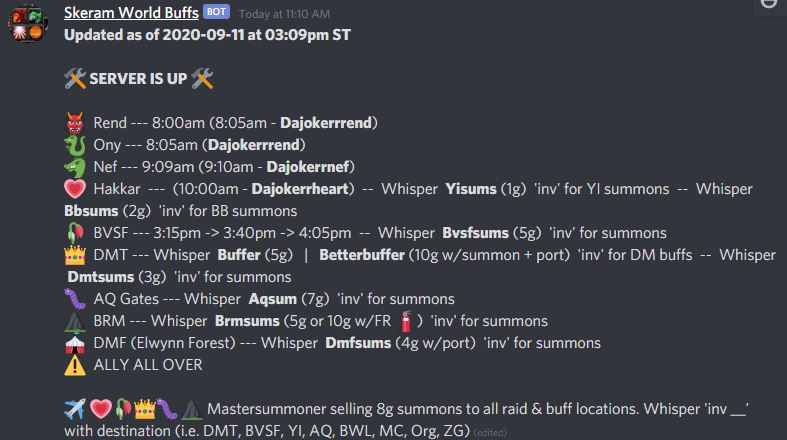 Skeram World Buffs BOT Today at 11:10 AM
Updated as of 2020-09-11 at 03:09pm ST
SERVER IS UP
Rend --- 8:00am (8:05am - Dajokerrrend)
Ony --- 8:05am (Dajokerrrend)
Nef --- 9:09am (9:10am - Dajokerrnef)
Hakkar --- (10:00am - Dajokerrheart) -- Whisper Yisums (1g) 'inv' for YI summons -- Whisper
Bbsums (2g) 'inv' for BB summons
BVSF --- 3:15pm -> 3:40pm -> 4:05pm -- Whisper Bvsfsums (5g) 'inv' for summons
DMT --- Whisper Buffer (5g) | Betterbuffer (10g w/summon + port) 'inv' for DM buffs -- Whisper
Dmtsums (3g) 'inv' for summons
AQ Gates --- Whisper Aqsum (7g) 'inv' for summons
BRM --- Whisper Brmsums (5g or 10g w/FR ) 'inv' for summons
DMF (Elwynn Forest) --- Whisper Dmfsums (4g w/port) 'inv' for summons
ALLY ALL OVER
Mastersummoner selling 8g summons to all raid & buff locations. Whisper 'inv __'
with destination (i.e. DMT, BVSF, YI, AQ, BWL, MC, Org, ZG) (edited)